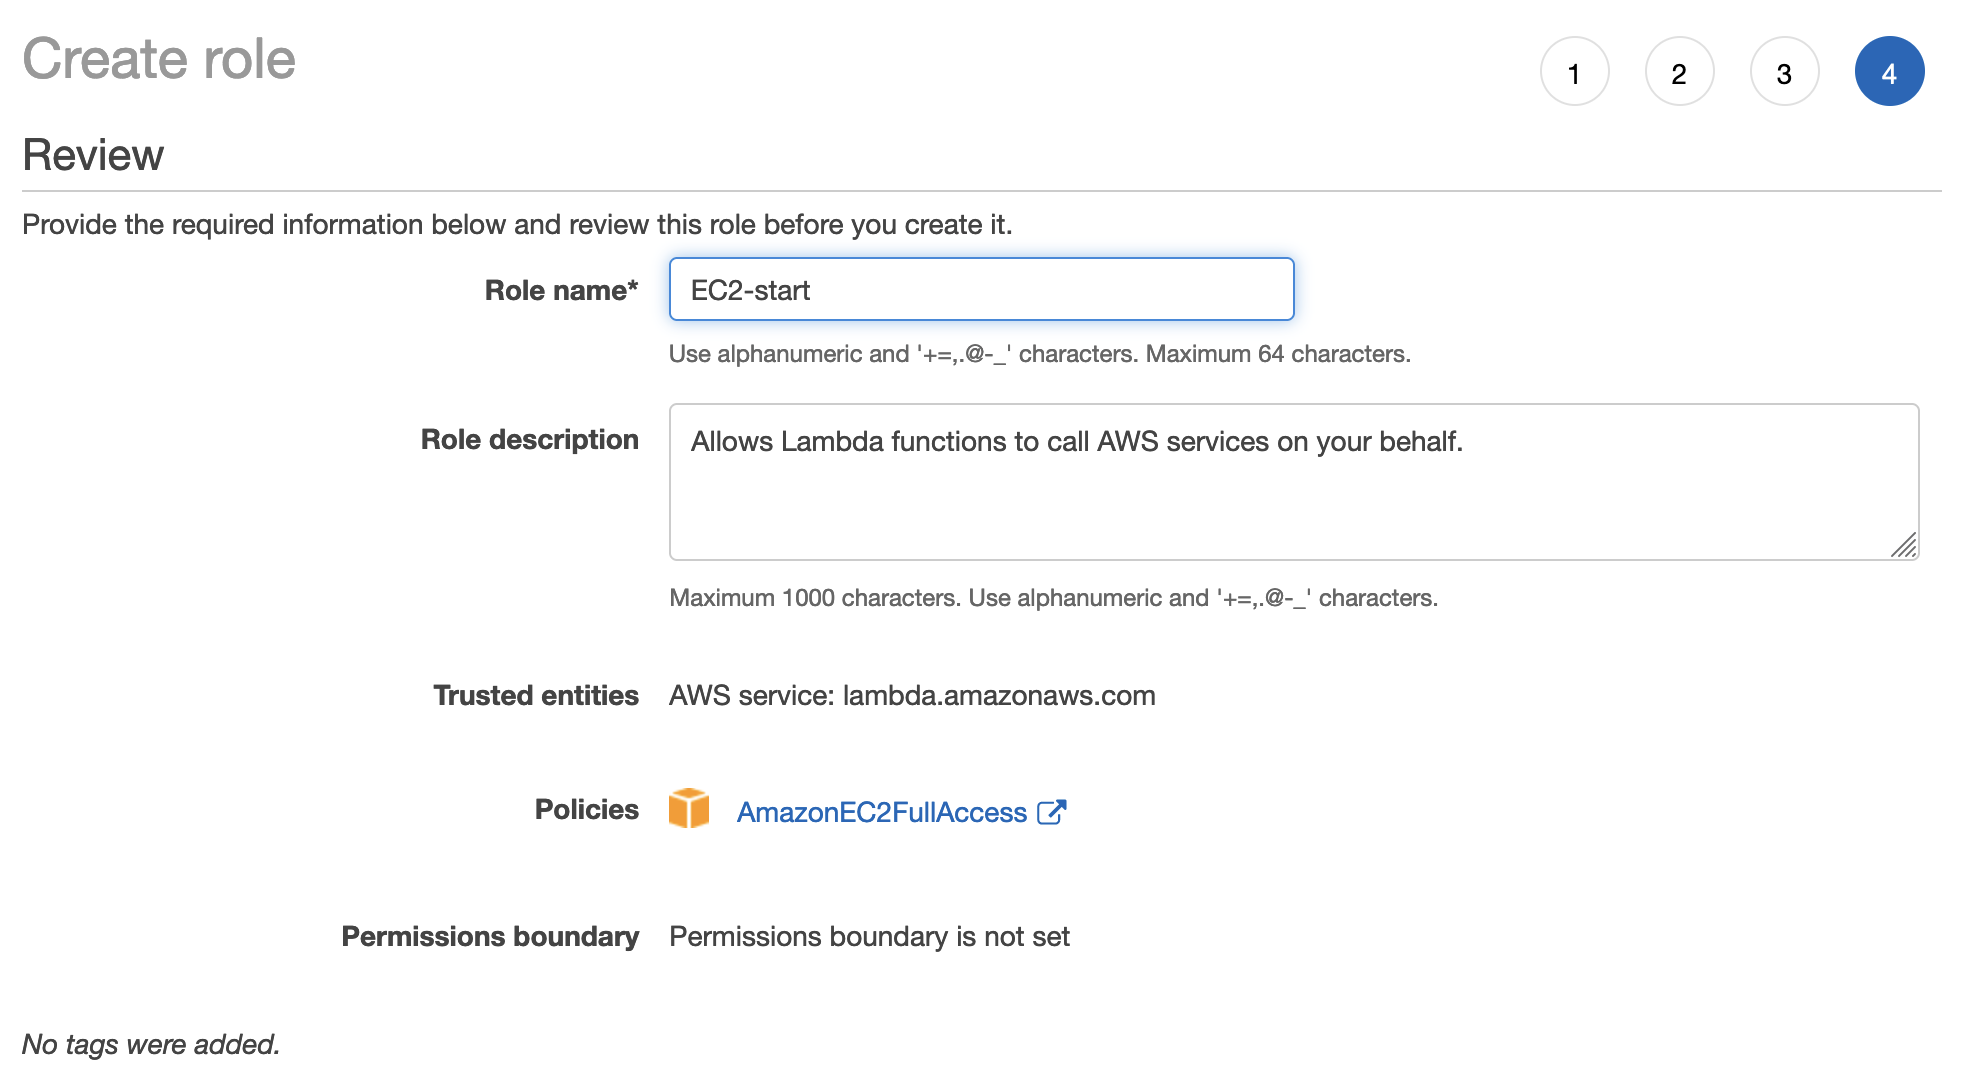 Create role
1 2 3 4
Review
Provide the required information below and review this role before you create it.
Role name* EC2-start
Use alphanumeric and '+=,.@-_' characters. Maximum 64 characters.
Role description Allows Lambda functions to call AWS services on your behalf.
Maximum 1000 characters. Use alphanumeric and '+=,.@-_' characters.
Trusted entities AWS service: lambda.amazonaws.com
Policies AmazonEC2FullAccess
Permissions boundary Permissions boundary is not set
No tags were added.